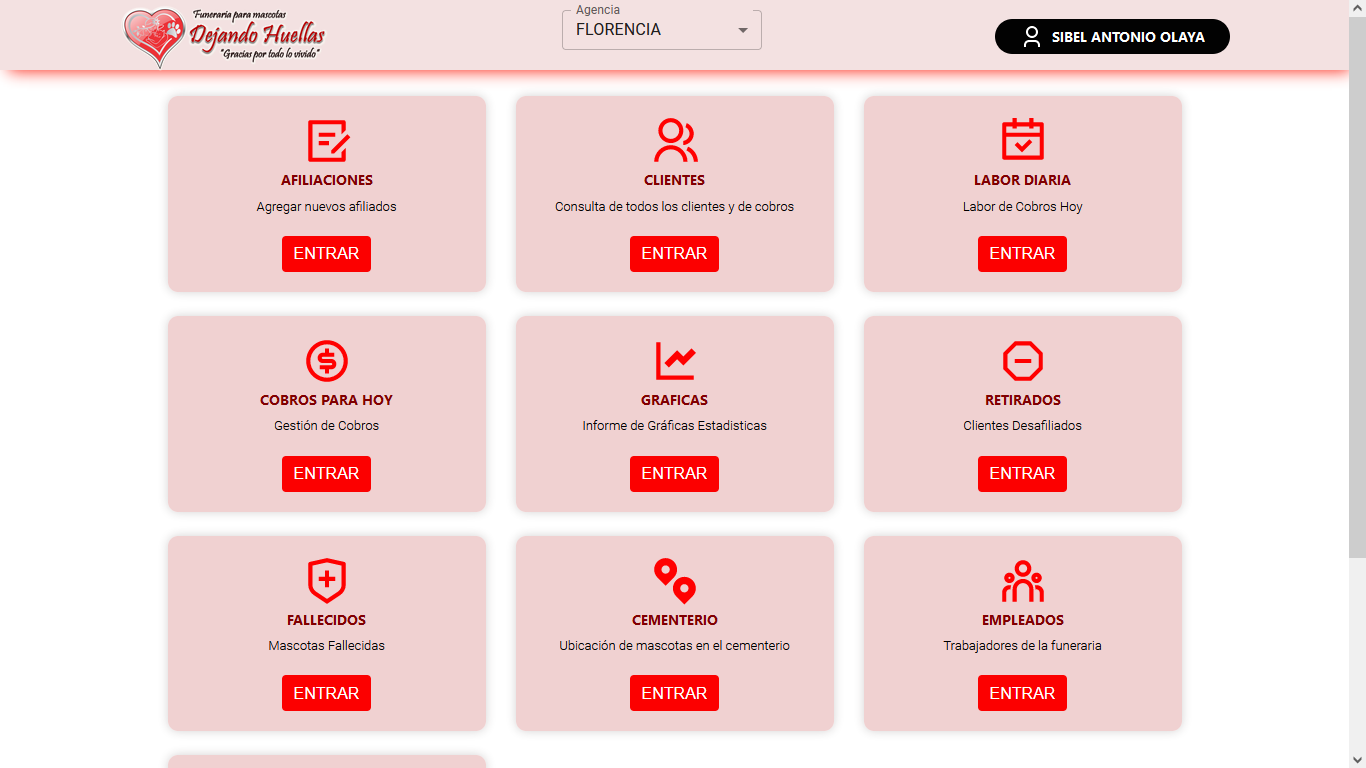 Funeraria para mascotas
Dejando Huellas
"Gracias por todo lo vivido"
Agencia
FLORENCIA
SIBEL ANTONIO OLAYA
AFILIACIONES
Agregar nuevos afiliados
ENTRAR
CLIENTES
Consulta de todos los clientes y de cobros
ENTRAR
LABOR DIARIA
Labor de Cobros Hoy
ENTRAR
COBROS PARA HOY
Gestión de Cobros
ENTRAR
GRAFICAS
Informe de Gráficas Estadisticas
ENTRAR
RETIRADOS
Clientes Desafiliados
ENTRAR
FALLECIDOS
Mascotas Fallecidas
ENTRAR
CEMENTERIO
Ubicación de mascotas en el cementerio
ENTRAR
EMPLEADOS
Trabajadores de la funeraria
ENTRAR